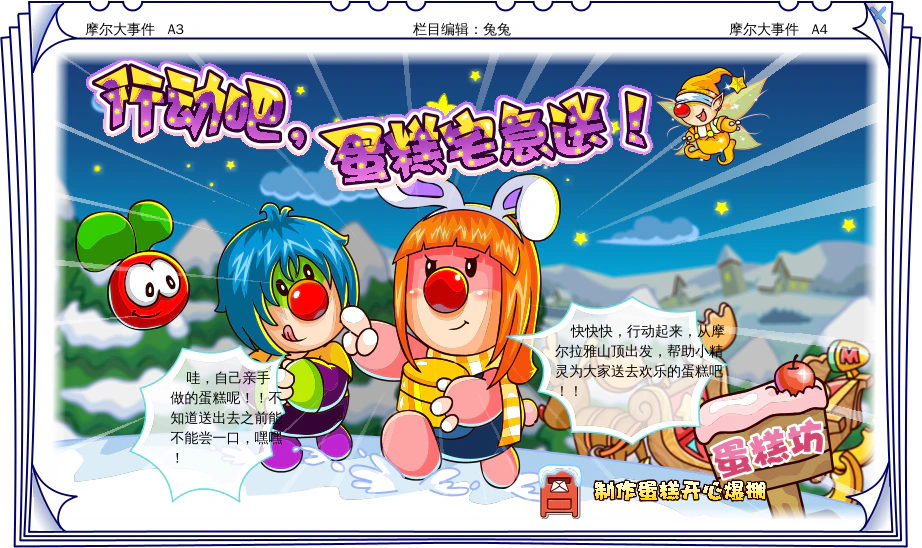 摩尔大事件 A3
栏目编辑：兔兔
摩尔大事件 A4
行动吧，
蛋糕宅急送！
快快快，行动起来，从摩
尔拉雅山顶出发，帮助小精
灵为大家送去欢乐的蛋糕吧
！！
哇，自己亲手
做的蛋糕呢！！不
知道送出去之前能
不能尝一口，嘿嘿
！
M
蛋糕坊
制作蛋糕开心爆棚